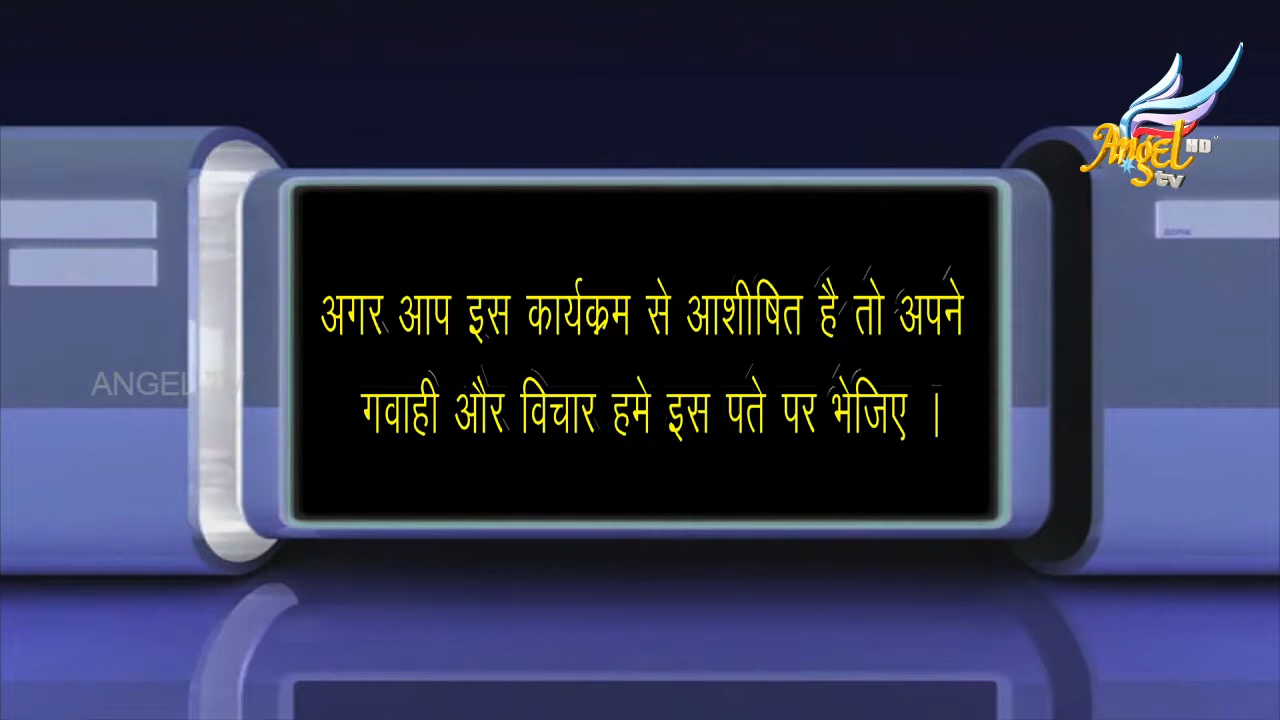 Angel HD
tv
अगर आप इस कार्यक्रम से आशीषित है तो अपने
ANGEL TV
गवाही और विचार हमे इस पते पर भेजिए ।